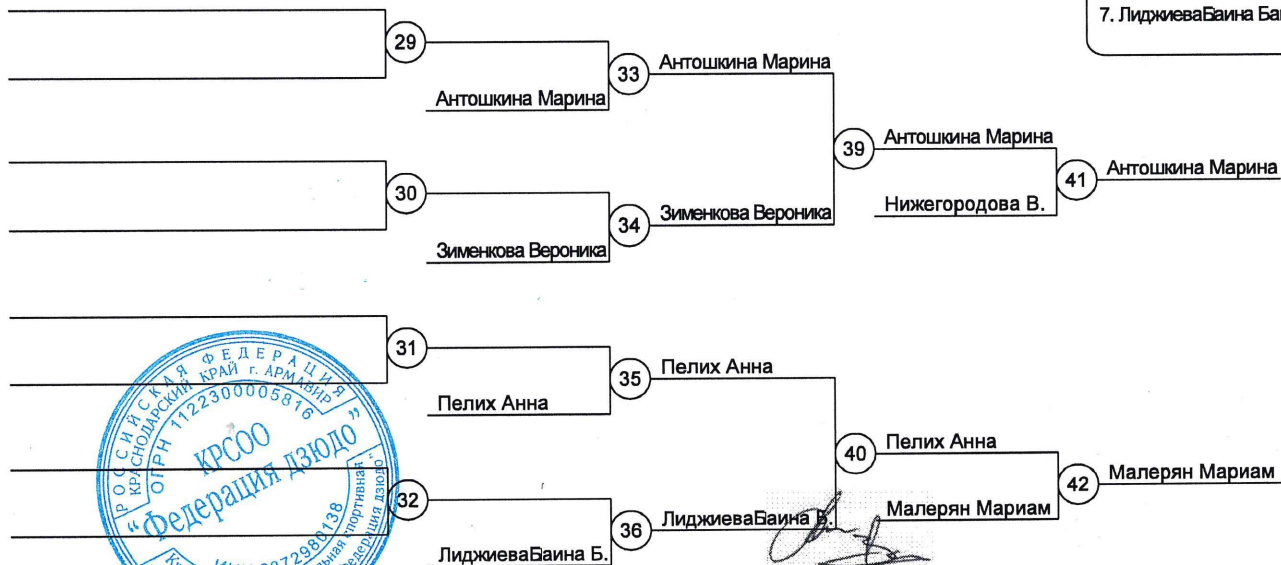 7. ЛиджиеваБаина Ба
29
33
Антошкина Марина
Антошкина Марина
39
Антошкина Марина
41
Антошкина Марина
30
34
Зименкова Вероника
Нижегородова В.
Зименкова Вероника
31
35
Пелих Анна
Пелих Анна
40
Пелих Анна
42
Малерян Мариам
32
36
ЛиджиеваБаина Б.
Малерян Мариам
ЛиджиеваБаина Б.
РОССИЙСКАЯ ФЕДЕРАЦИЯ
КРАСНОДАРСКИЙ КРАЙ г. АРМАВИР
ОГРН 1122300005816
КРСОО
"Федерация дзюдо"